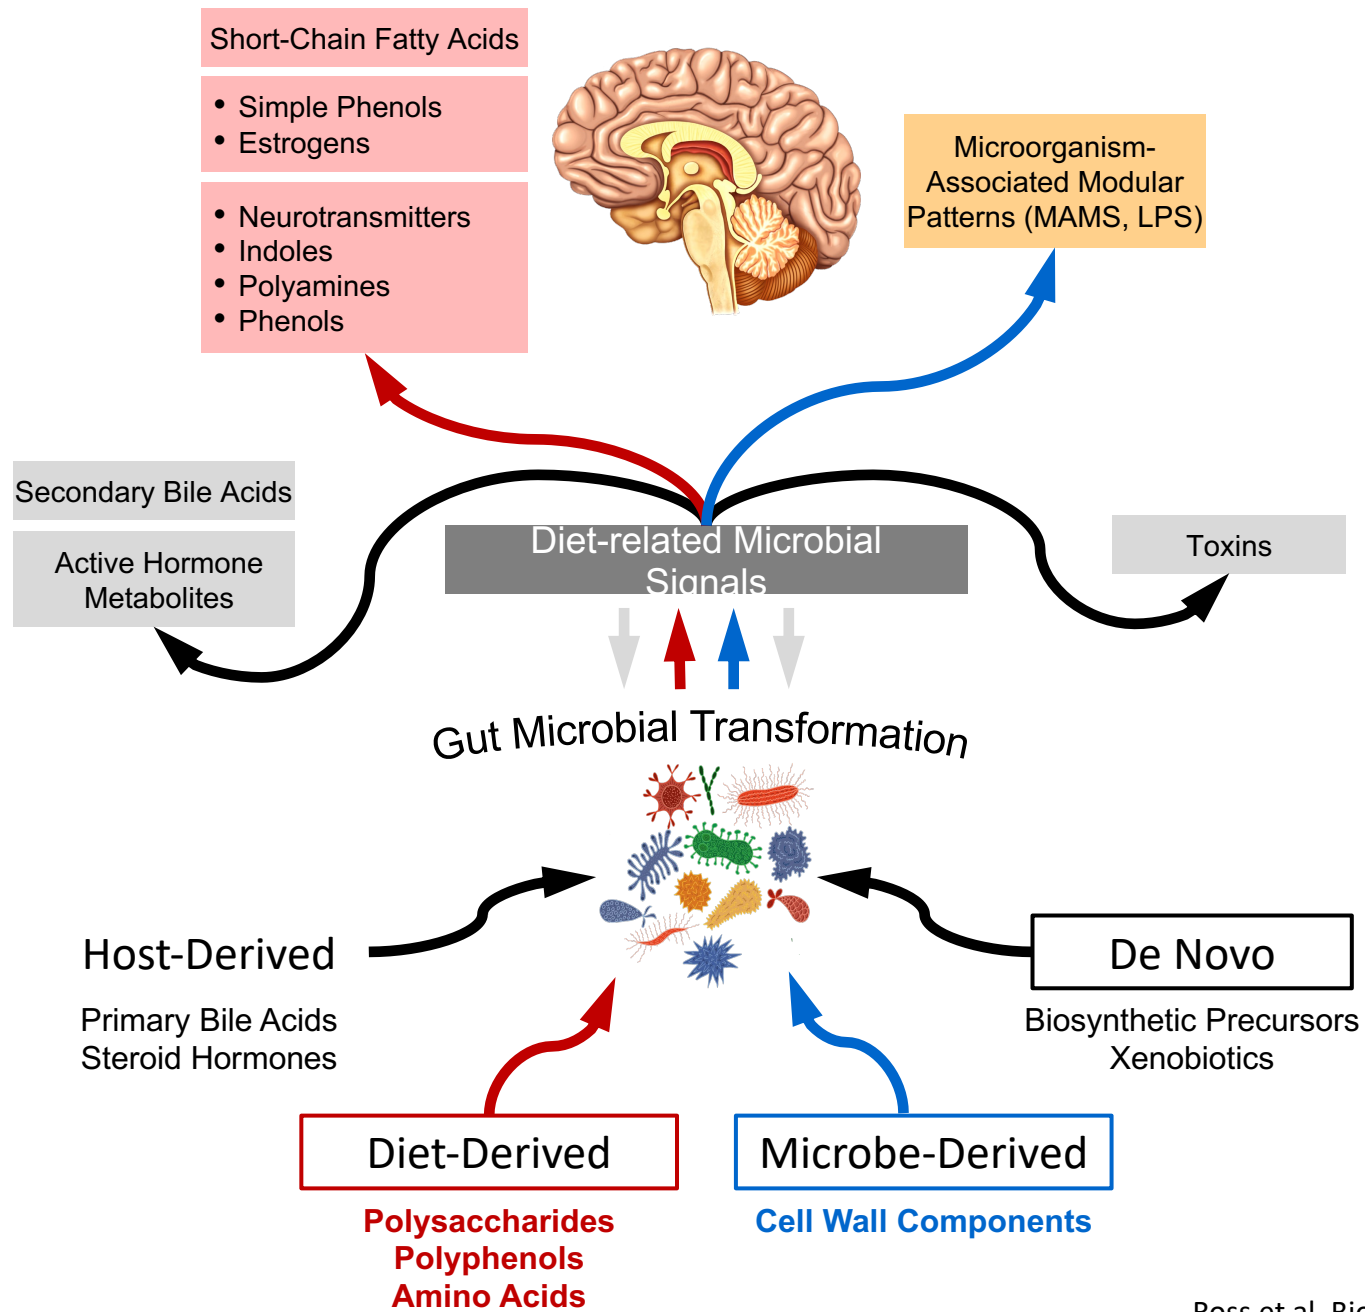 Short-Chain Fatty Acids
• Simple Phenols
• Estrogens
• Neurotransmitters
• Indoles
• Polyamines
• Phenols
Microorganism-
Associated Modular
Patterns (MAMS, LPS)
Secondary Bile Acids
Active Hormone
Metabolites
Diet-related Microbial
Signals
Toxins
Gut Microbial Transformation
Host-Derived
Primary Bile Acids
Steroid Hormones
De Novo
Biosynthetic Precursors
Xenobiotics
Diet-Derived
Polysaccharides
Polyphenols
Amino Acids
Microbe-Derived
Cell Wall Components